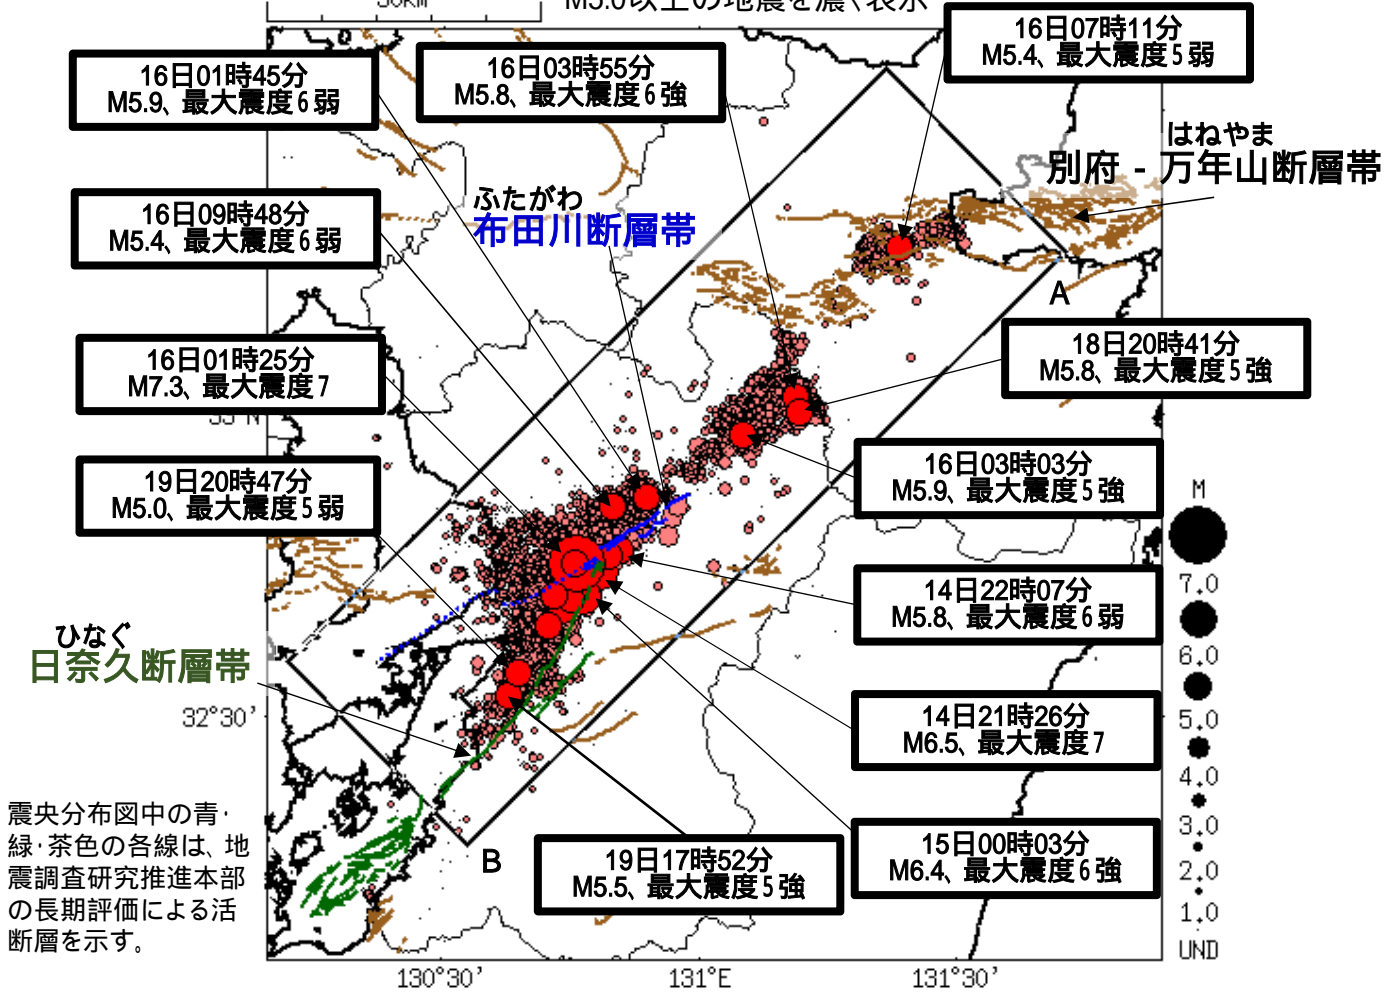 30km
M5.0以上の地震を濃く表示
16日07時11分
M5.4、最大震度5弱
16日01時45分
M5.9、最大震度6弱
16日03時55分
M5.8、最大震度6強
はねやま
別府－万年山断層帯
16日09時48分
M5.4、最大震度6弱
ふたがわ
布田川断層帯
A
16日01時25分
M7.3、最大震度7
18日20時41分
M5.8、最大震度5強
33°N
19日20時47分
M5.0、最大震度5弱
16日03時03分
M5.9、最大震度5強
14日22時07分
M5.8、最大震度6弱
ひなぐ
日奈久断層帯
32°30'
14日21時26分
M6.5、最大震度7
15日00時03分
M6.4、最大震度6強
19日17時52分
M5.5、最大震度5強
B
震央分布図中の青・
緑・茶色の各線は、地
震調査研究推進本部
の長期評価による活
断層を示す。
M
7.0
6.0
5.0
4.0
3.0
2.0
1.0
UND
130°30'
131°E
131°30'